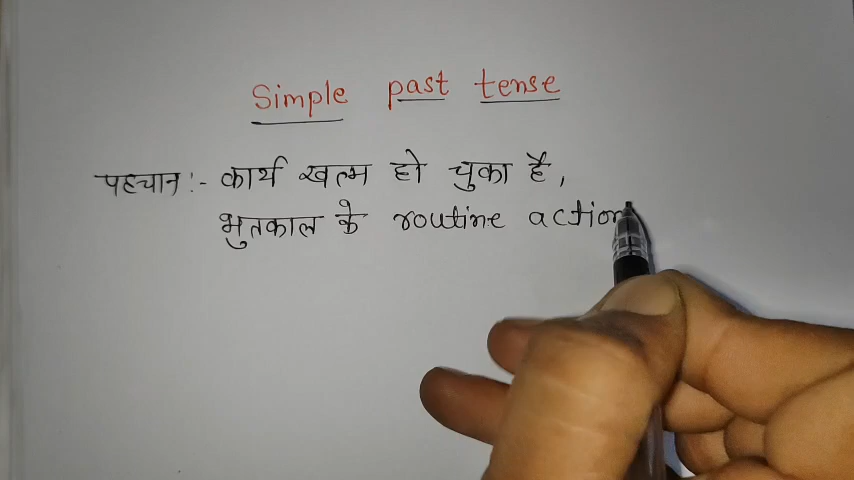 Simple past tense
पहचान :- कार्य खत्म हो चुका है,
भुतकाल के routine action